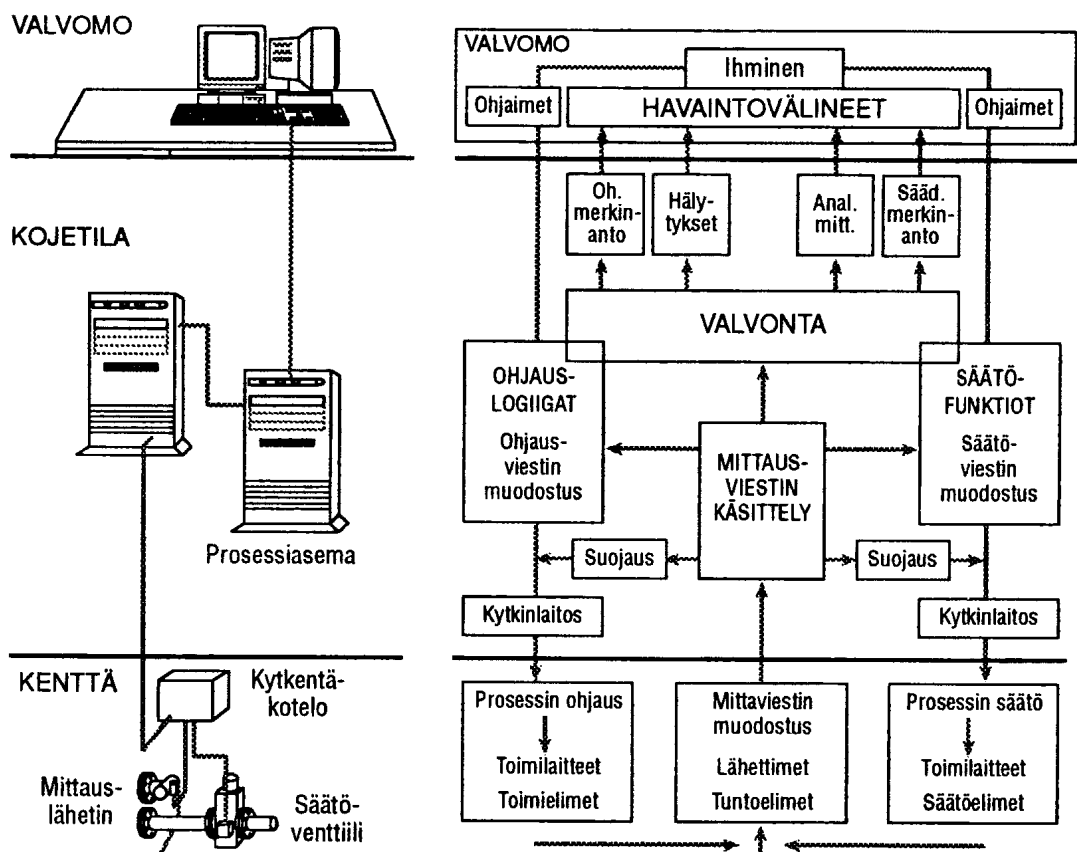 VALVOMO
KOJETILA
Prosessiasema
KENTTÄ
Kytkentä-
kotelo
Mittaus-
lähetin
Säätö-
venttiili
VALVOMO
Ihminen
Ohjaimet
HAVAINTOVÄLINEET
Ohjaimet
Oh.
merkin-
anto
Häly-
tykset
Anal.
mitt.
Sääd.
merkin-
anto
VALVONTA
OHJAUS-
LOGIIGAT
Ohjaus-
viestin
muodostus
MITTAUS-
VIESTIN
KÄSITTELY
SÄÄTÖ-
FUNKTIOT
Säätö-
viestin
muodostus
Suojaus
Suojaus
Kytkinlaitos
Kytkinlaitos
Prosessin ohjaus
Toimilaitteet
Toimielimet
Mittaviestin
muodostus
Lähettimet
Tuntoelimet
Prosessin säätö
Toimilaitteet
Säätöelimet